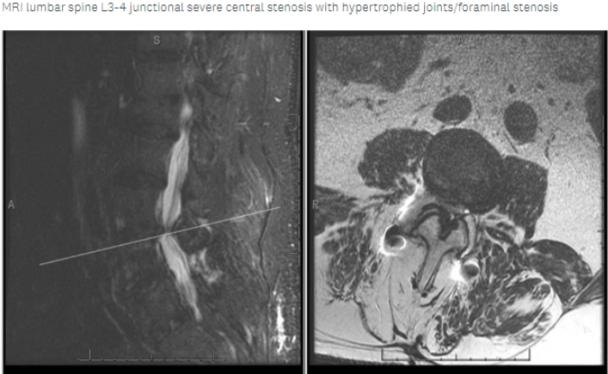 MRI lumbar spine L3-4 junctional severe central stenosis with hypertrophied joints/foraminal stenosis
S
A
R